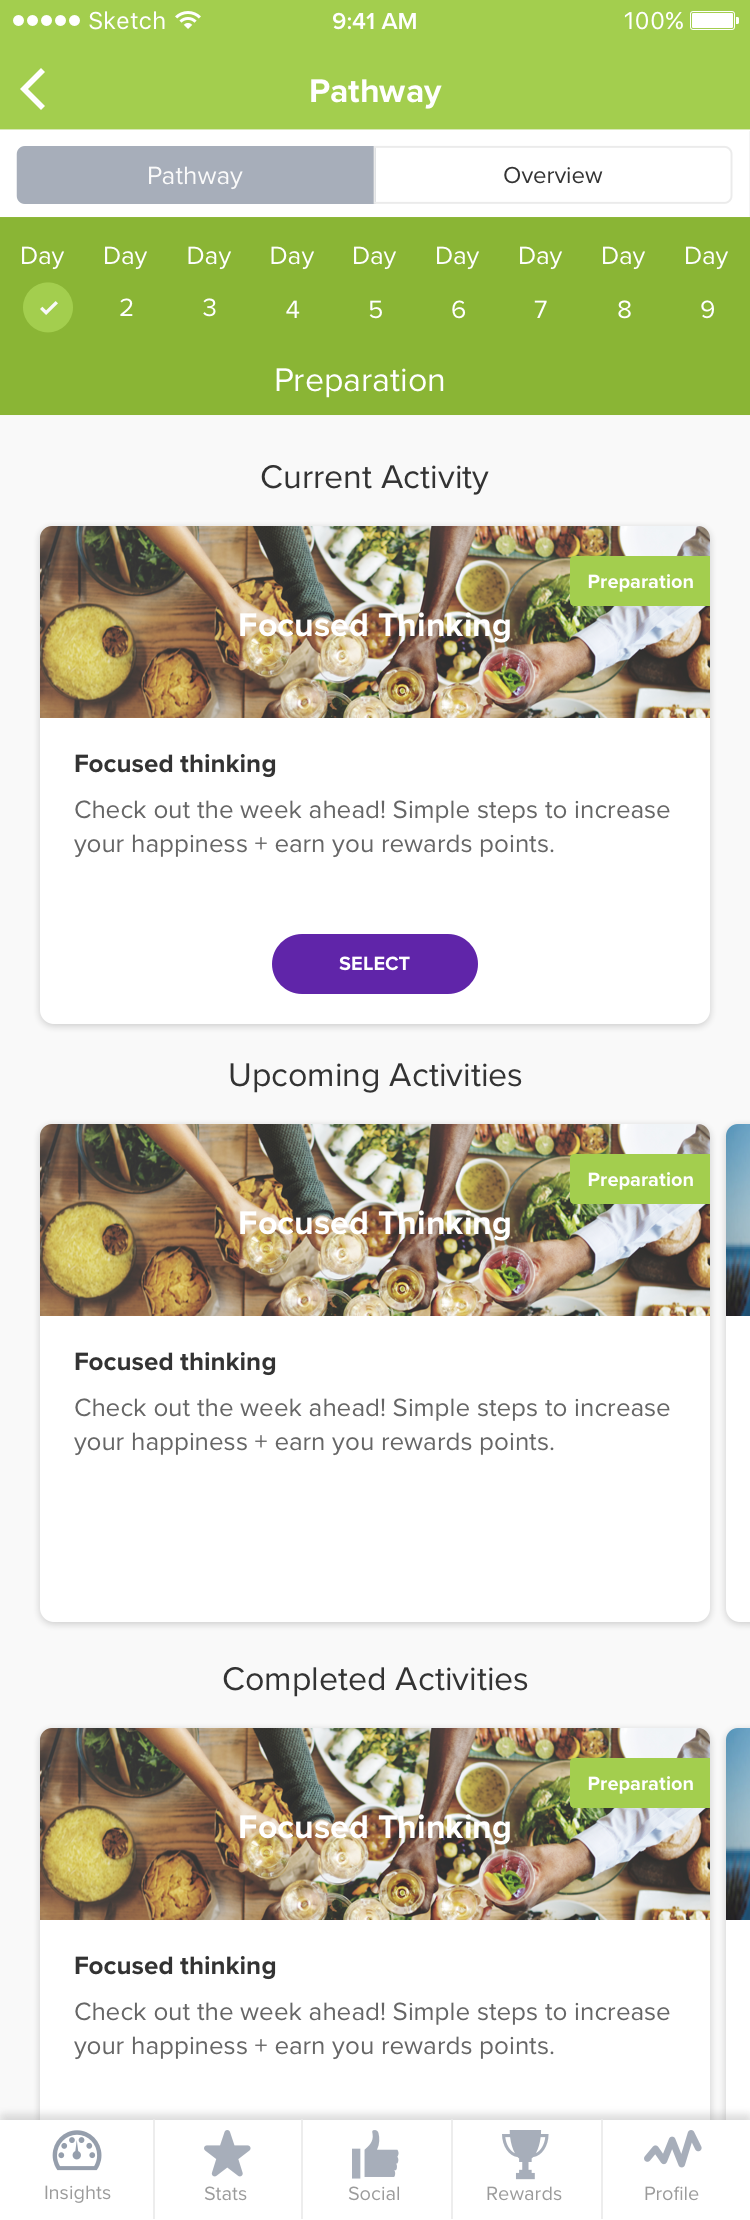 Sketch 9:41 AM 100%
Pathway
Pathway Overview
Day Day Day Day Day Day Day Day Day
2 3 4 5 6 7 8 9
Preparation
Current Activity
Preparation
Focused Thinking
Focused thinking
Check out the week ahead! Simple steps to increase
your happiness + earn you rewards points.
SELECT
Upcoming Activities
Preparation
Focused Thinking
Focused thinking
Check out the week ahead! Simple steps to increase
your happiness + earn you rewards points.
Completed Activities
Preparation
Focused Thinking
Focused thinking
Check out the week ahead! Simple steps to increase
your happiness + earn you rewards points.
Insights Stats Social Rewards Profile